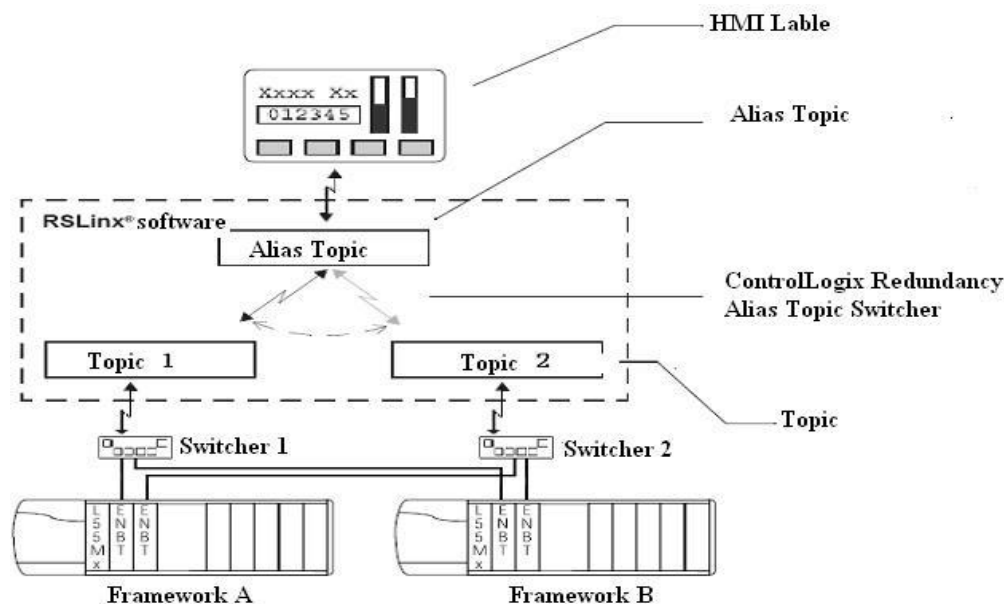 HMI Lable
Xxxx Xx
012345
Alias Topic
RSLinx® software
Alias Topic
ControlLogix Redundancy
Alias Topic Switcher
Topic 1
Topic 2
Topic
Switcher 1
Switcher 2
L55Mx
ENBT
ENBT
L55Mx
ENBT
ENBT
Framework A
Framework B